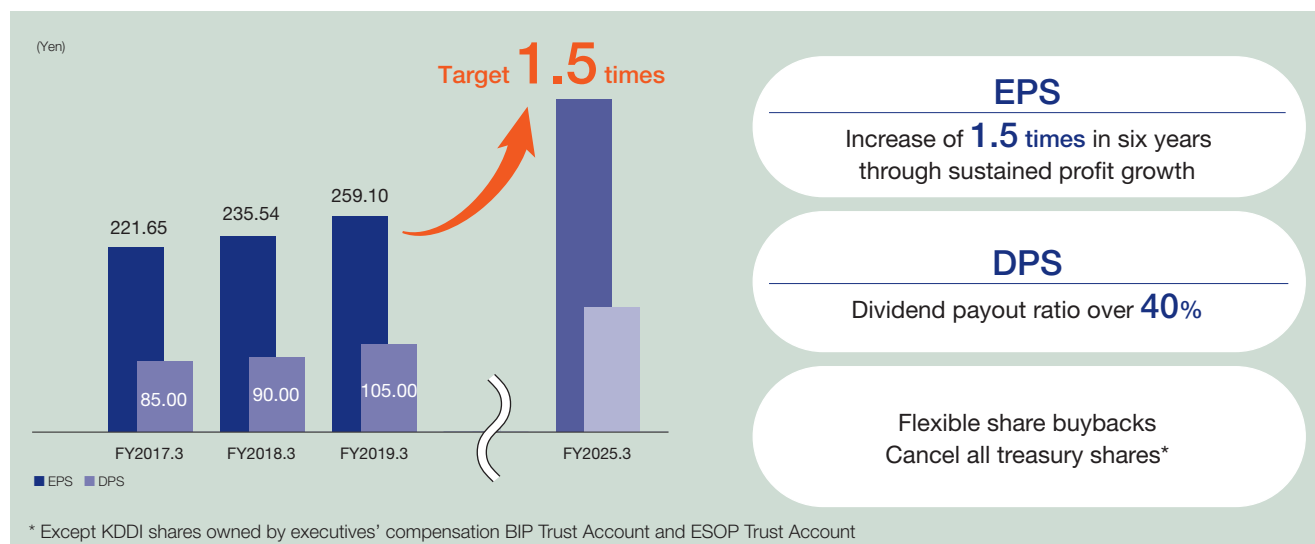 (Yen)
Target 1.5 times
221.65
235.54
259.10
85.00
90.00
105.00
FY2017.3
FY2018.3
FY2019.3
FY2025.3
EPS DPS
EPS
Increase of 1.5 times in six years
through sustained profit growth
DPS
Dividend payout ratio over 40%
Flexible share buybacks
Cancel all treasury shares*
* Except KDDI shares owned by executives’ compensation BIP Trust Account and ESOP Trust Account